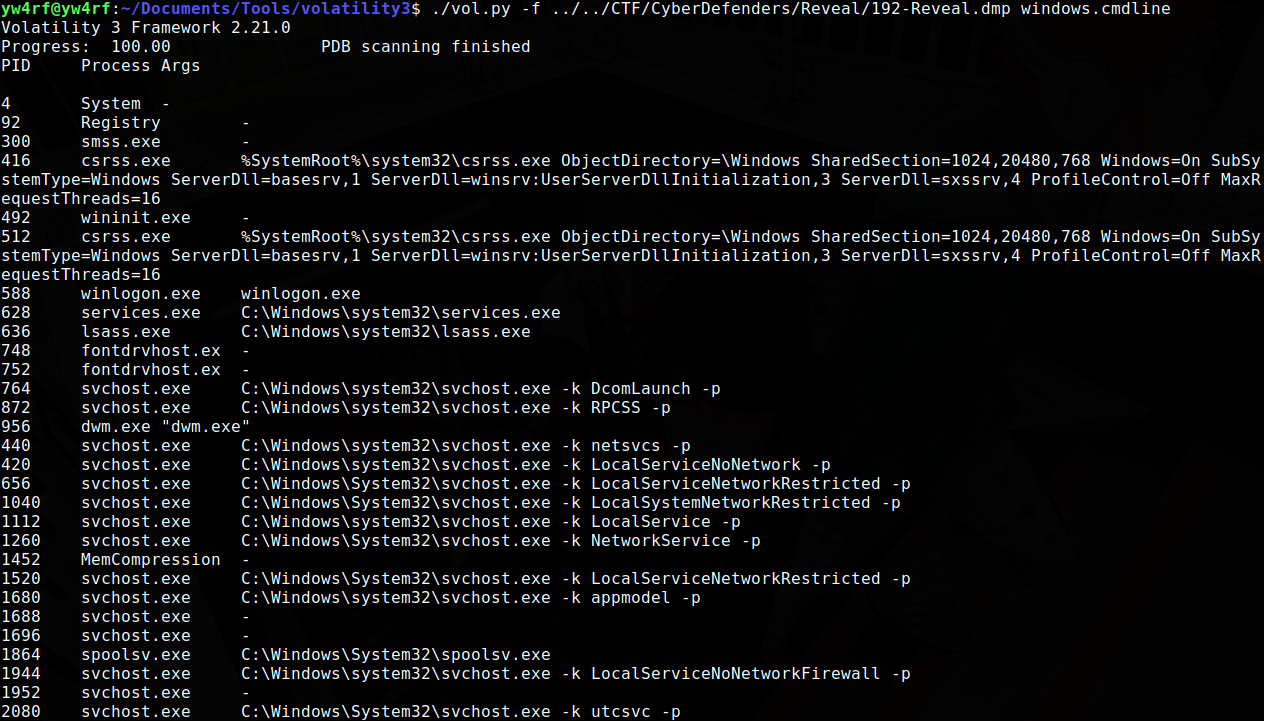 yw4rf@yw4rf:~/Documents/Tools/volatility3$ ./vol.py -f ../../CTF/CyberDefenders/Reveal/192-Reveal.dmp windows.cmdline
Volatility 3 Framework 2.21.0
Progress:  100.00               PDB scanning finished
PID     Process Args

4       System  -
92      Registry        -
300     smss.exe        -
416     csrss.exe       %SystemRoot%\system32\csrss.exe ObjectDirectory=\Windows SharedSection=1024,20480,768 Windows=On SubSy
stemType=Windows ServerDll=basesrv,1 ServerDll=winsrv:UserServerDllInitialization,3 ServerDll=sxssrv,4 ProfileControl=Off MaxR
equestThreads=16
492     wininit.exe     -
512     csrss.exe       %SystemRoot%\system32\csrss.exe ObjectDirectory=\Windows SharedSection=1024,20480,768 Windows=On SubSy
stemType=Windows ServerDll=basesrv,1 ServerDll=winsrv:UserServerDllInitialization,3 ServerDll=sxssrv,4 ProfileControl=Off MaxR
equestThreads=16
588     winlogon.exe    winlogon.exe
628     services.exe    C:\Windows\system32\services.exe
636     lsass.exe       C:\Windows\system32\lsass.exe
748     fontdrvhost.ex  -
752     fontdrvhost.ex  -
764     svchost.exe     C:\Windows\system32\svchost.exe -k DcomLaunch -p
872     svchost.exe     C:\Windows\system32\svchost.exe -k RPCSS -p
956     dwm.exe "dwm.exe"
440     svchost.exe     C:\Windows\system32\svchost.exe -k netsvcs -p
420     svchost.exe     C:\Windows\system32\svchost.exe -k LocalServiceNoNetwork -p
656     svchost.exe     C:\Windows\System32\svchost.exe -k LocalServiceNetworkRestricted -p
1040    svchost.exe     C:\Windows\System32\svchost.exe -k LocalSystemNetworkRestricted -p
1112    svchost.exe     C:\Windows\system32\svchost.exe -k LocalService -p
1260    svchost.exe     C:\Windows\System32\svchost.exe -k NetworkService -p
1452    MemCompression  -
1520    svchost.exe     C:\Windows\System32\svchost.exe -k LocalServiceNetworkRestricted -p
1680    svchost.exe     C:\Windows\system32\svchost.exe -k appmodel -p
1688    svchost.exe     -
1696    svchost.exe     -
1864    spoolsv.exe     C:\Windows\System32\spoolsv.exe
1944    svchost.exe     C:\Windows\system32\svchost.exe -k LocalServiceNoNetworkFirewall -p
1952    svchost.exe     -
2080    svchost.exe     C:\Windows\System32\svchost.exe -k utcsvc -p